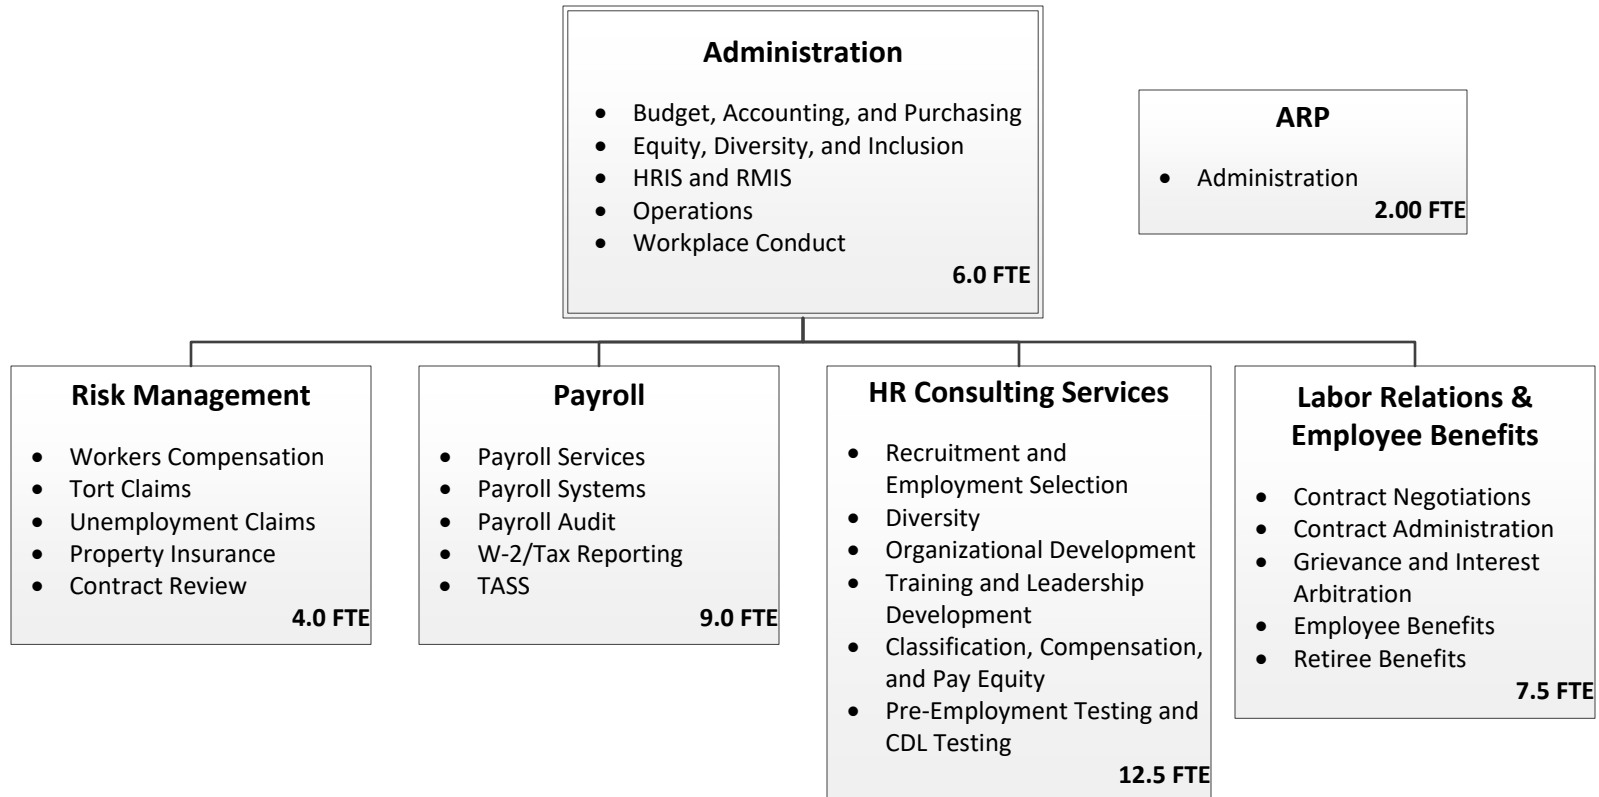 Administration
• Budget, Accounting, and Purchasing
• Equity, Diversity, and Inclusion
• HRIS and RMIS
• Operations
• Workplace Conduct
6.0 FTE
ARP
• Administration
2.00 FTE
Risk Management
• Workers Compensation
• Tort Claims
• Unemployment Claims
• Property Insurance
• Contract Review
4.0 FTE
Payroll
• Payroll Services
• Payroll Systems
• Payroll Audit
• W-2/Tax Reporting
• TASS
9.0 FTE
HR Consulting Services
• Recruitment and
Employment Selection
• Diversity
• Organizational Development
• Training and Leadership
Development
• Classification, Compensation,
and Pay Equity
• Pre-Employment Testing and
CDL Testing
12.5 FTE
Labor Relations &
Employee Benefits
• Contract Negotiations
• Contract Administration
• Grievance and Interest
Arbitration
• Employee Benefits
• Retiree Benefits
7.5 FTE